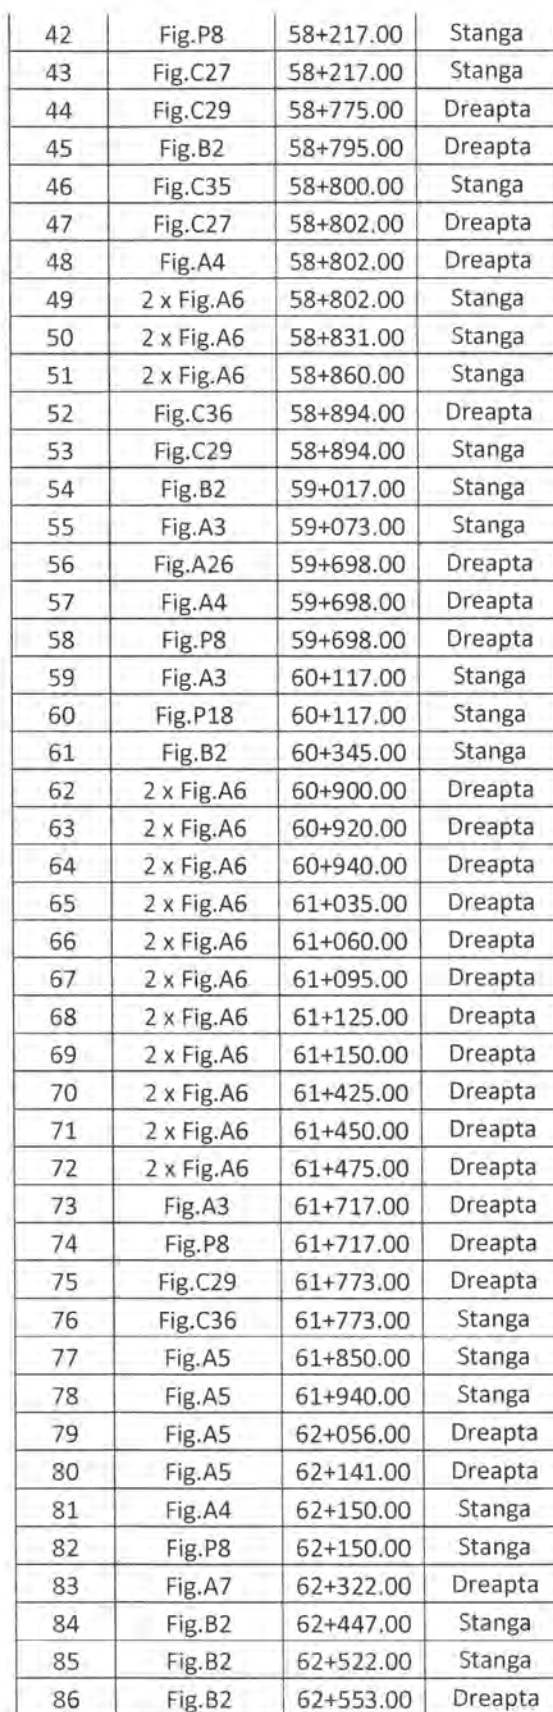 42 Fig.P8 58+217.00 Stanga
43 Fig.C27 58+217.00 Stanga
44 Fig.C29 58+775.00 Dreapta
45 Fig.B2 58+795.00 Dreapta
46 Fig.C35 58+800.00 Stanga
47 Fig.C27 58+802.00 Dreapta
48 Fig.A4 58+802.00 Dreapta
49 2 x Fig.A6 58+802.00 Stanga
50 2 x Fig.A6 58+831.00 Stanga
51 2 x Fig.A6 58+860.00 Stanga
52 Fig.C36 58+894.00 Dreapta
53 Fig.C29 58+894.00 Stanga
54 Fig.B2 59+017.00 Stanga
55 Fig.A3 59+073.00 Stanga
56 Fig.A26 59+698.00 Dreapta
57 Fig.A4 59+698.00 Dreapta
58 Fig.P8 59+698.00 Dreapta
59 Fig.A3 60+117.00 Stanga
60 Fig.P18 60+117.00 Stanga
61 Fig.B2 60+345.00 Stanga
62 2 x Fig.A6 60+900.00 Dreapta
63 2 x Fig.A6 60+920.00 Dreapta
64 2 x Fig.A6 60+940.00 Dreapta
65 2 x Fig.A6 61+035.00 Dreapta
66 2 x Fig.A6 61+060.00 Dreapta
67 2 x Fig.A6 61+095.00 Dreapta
68 2 x Fig.A6 61+125.00 Dreapta
69 2 x Fig.A6 61+150.00 Dreapta
70 2 x Fig.A6 61+425.00 Dreapta
71 2 x Fig.A6 61+450.00 Dreapta
72 2 x Fig.A6 61+475.00 Dreapta
73 Fig.A3 61+717.00 Dreapta
74 Fig.P8 61+717.00 Dreapta
75 Fig.C29 61+773.00 Dreapta
76 Fig.C36 61+773.00 Stanga
77 Fig.A5 61+850.00 Stanga
78 Fig.A5 61+940.00 Stanga
79 Fig.A5 62+056.00 Dreapta
80 Fig.A5 62+141.00 Dreapta
81 Fig.A4 62+150.00 Stanga
82 Fig.P8 62+150.00 Stanga
83 Fig.A7 62+322.00 Dreapta
84 Fig.B2 62+447.00 Stanga
85 Fig.B2 62+522.00 Stanga
86 Fig.B2 62+553.00 Dreapta